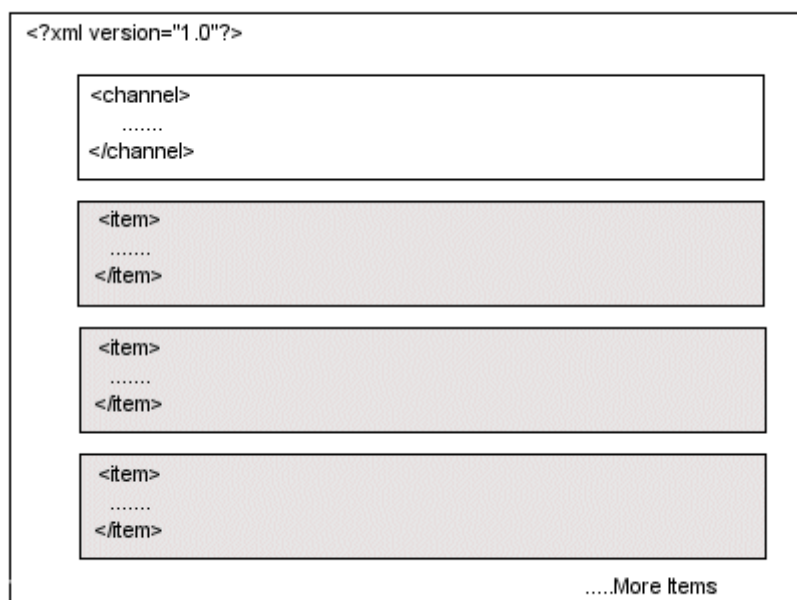 <?xml version="1.0"?>
<channel>
.......
</channel>
<item>
.......
</item>
<item>
.......
</item>
<item>
.......
</item>
.....More Items